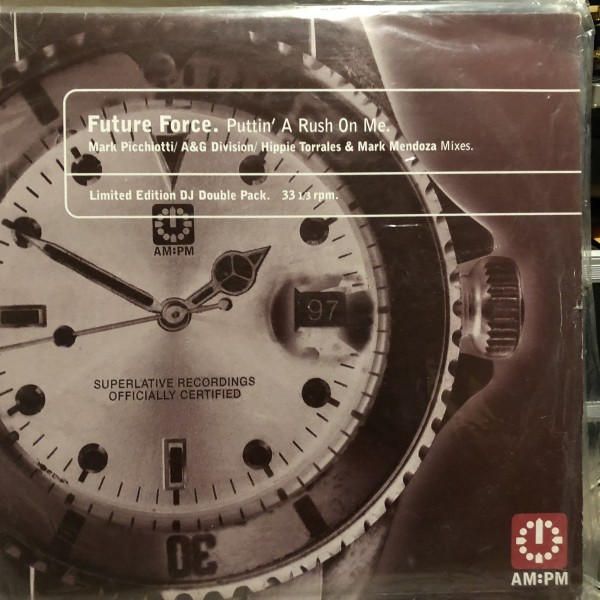 Future Force. Puttin' A Rush On Me.
Mark Picchiotti/ A&G Division/ Hippie Torrales & Mark Mendoza Mixes.
Limited Edition DJ Double Pack. 33 1/3 rpm.
AM:PM
97
SUPERLATIVE RECORDINGS
OFFICIALLY CERTIFIED
30
AM:PM